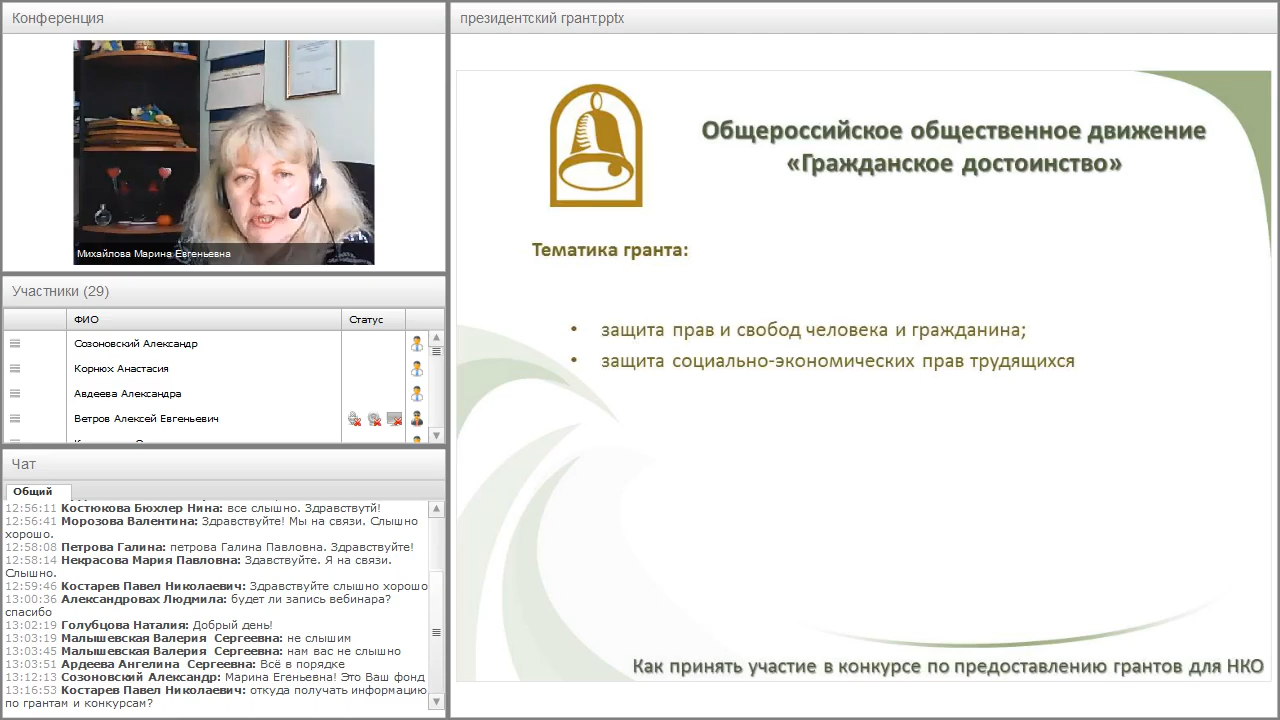 Конференция
Михайлова Марина Евгеньевна
Участники (29)
ФИО
Статус
Созоновский Александр
Корнюх Анастасия
Авдеева Александра
Ветров Алексей Евгеньевич
Чат
Общий
12:56:11 Костюкова Бюхлер Нина: все слышно. Здравствутй!
12:56:41 Морозова Валентина: Здравствуйте! Мы на связи. Слышно
хорошо.
12:58:08 Петрова Галина: петрова Галина Павловна. Здравствуйте!
12:58:14 Некрасова Мария Павловна: Здавствуйте. Я на связи.
Слышно.
12:59:46 Костарев Павел Николаевич: Здравствуйте слышно хорошо
13:00:36 Александровах Людмила: будет ли запись вебинара?
спасибо
13:02:19 Голубцова Наталия: Добрый день!
13:03:19 Малышевская Валерия Сергеевна: не слышим
13:03:45 Малышевская Валерия Сергеевна: нам вас не слышно
13:03:51 Ардеева Ангелина Сергеевна: Всё в порядке
13:12:13 Созоновский Александр: Марина Егеньевна! Это Ваш фонд
13:16:53 Костарев Павел Николаевич: откуда получать информацию
по грантам и конкурсам?
президентский грант.pptx
Общероссийское общественное движение
«Гражданское достоинство»
Тематика гранта:
• защита прав и свобод человека и гражданина;
• защита социально-экономических прав трудящихся
Как принять участие в конкурсе по предоставлению грантов для НКО